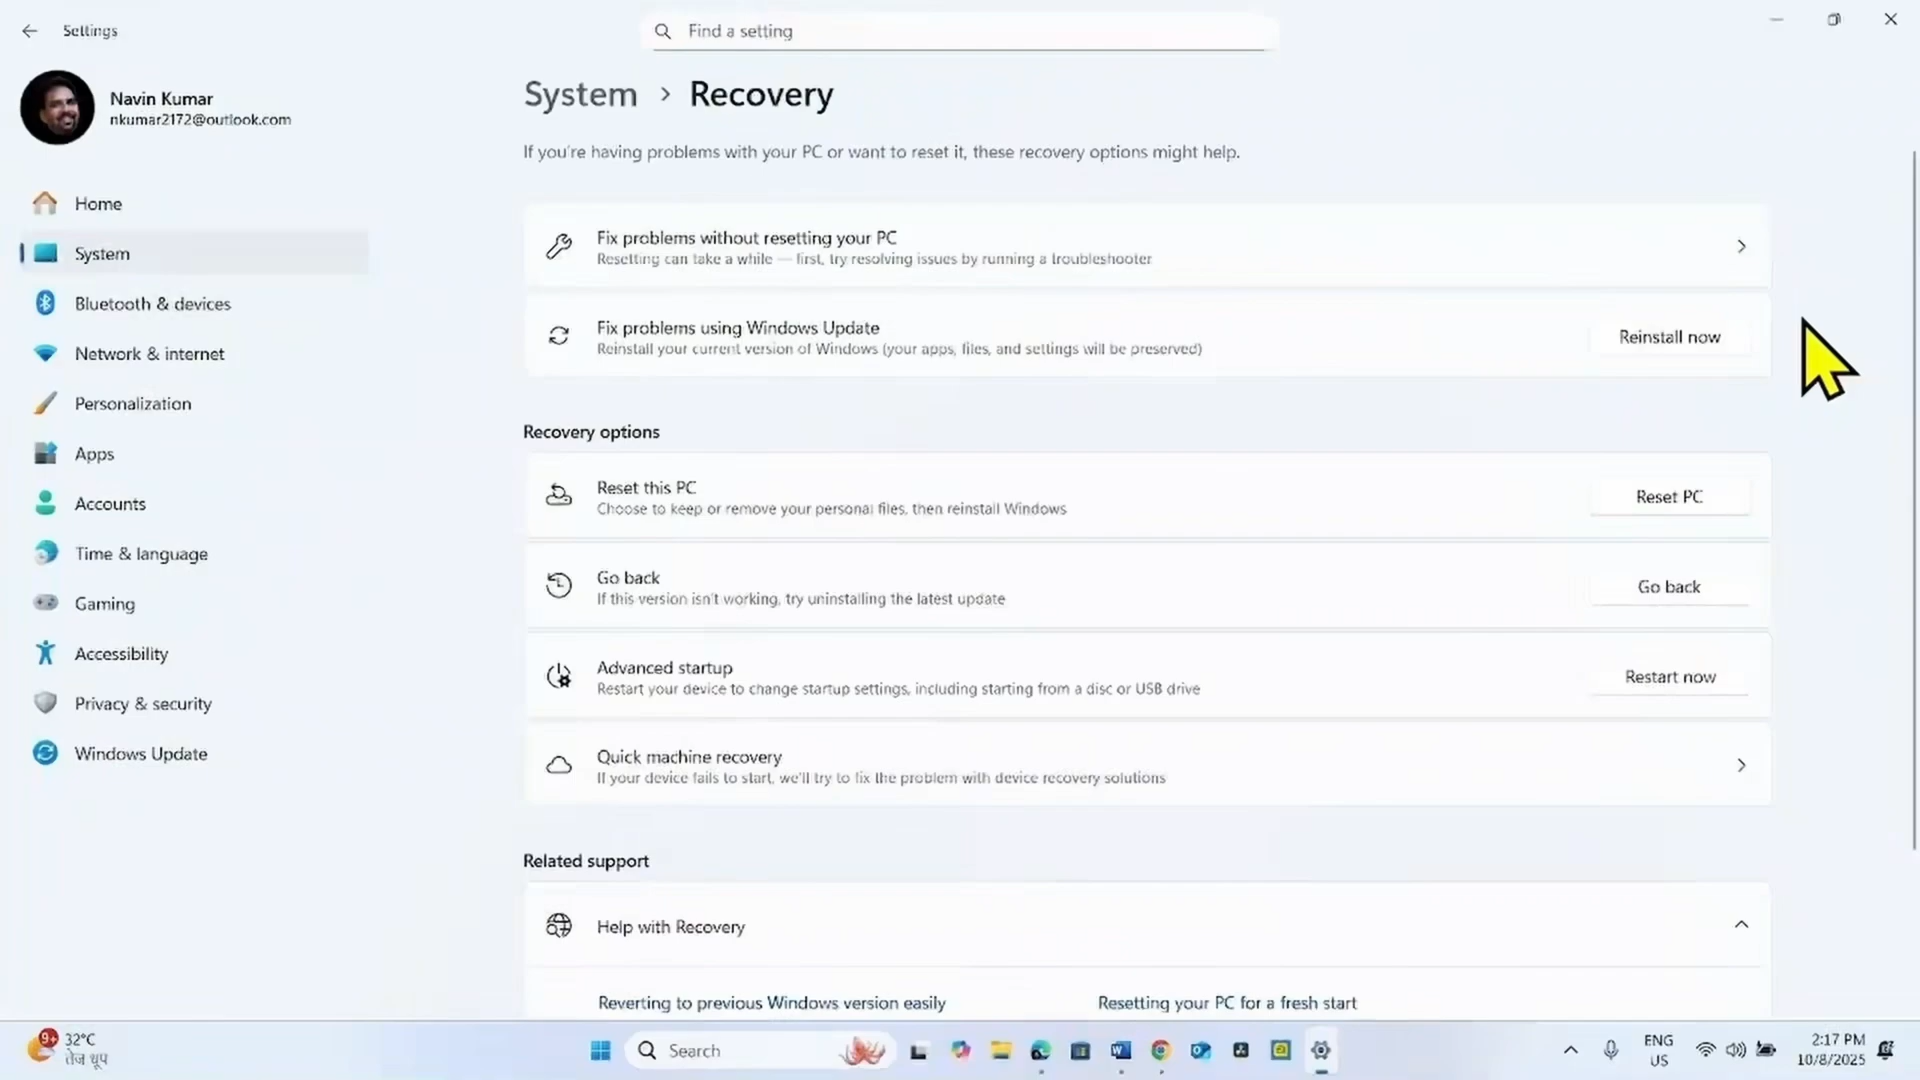 Settings
Find a setting
Navin Kumar
nkumar2172@outlook.com
Home
System
Bluetooth & devices
Network & internet
Personalization
Apps
Accounts
Time & language
Gaming
Accessibility
Privacy & security
Windows Update
System > Recovery
If you're having problems with your PC or want to reset it, these recovery options might help.
Fix problems without resetting your PC
Resetting can take a while — first, try resolving issues by running a troubleshooter
Fix problems using Windows Update
Reinstall your current version of Windows (your apps, files, and settings will be preserved)
Reinstall now
Recovery options
Reset this PC
Choose to keep or remove your personal files, then reinstall Windows
Reset PC
Go back
If this version isn't working, try uninstalling the latest update
Go back
Advanced startup
Restart your device to change startup settings, including starting from a disc or USB drive
Restart now
Quick machine recovery
If your device fails to start, we'll try to fix the problem with device recovery solutions
Related support
Help with Recovery
Reverting to previous Windows version easily
Resetting your PC for a fresh start
9+
32°C
तेज धूप
Search
ENG
US
2:17 PM
10/8/2025